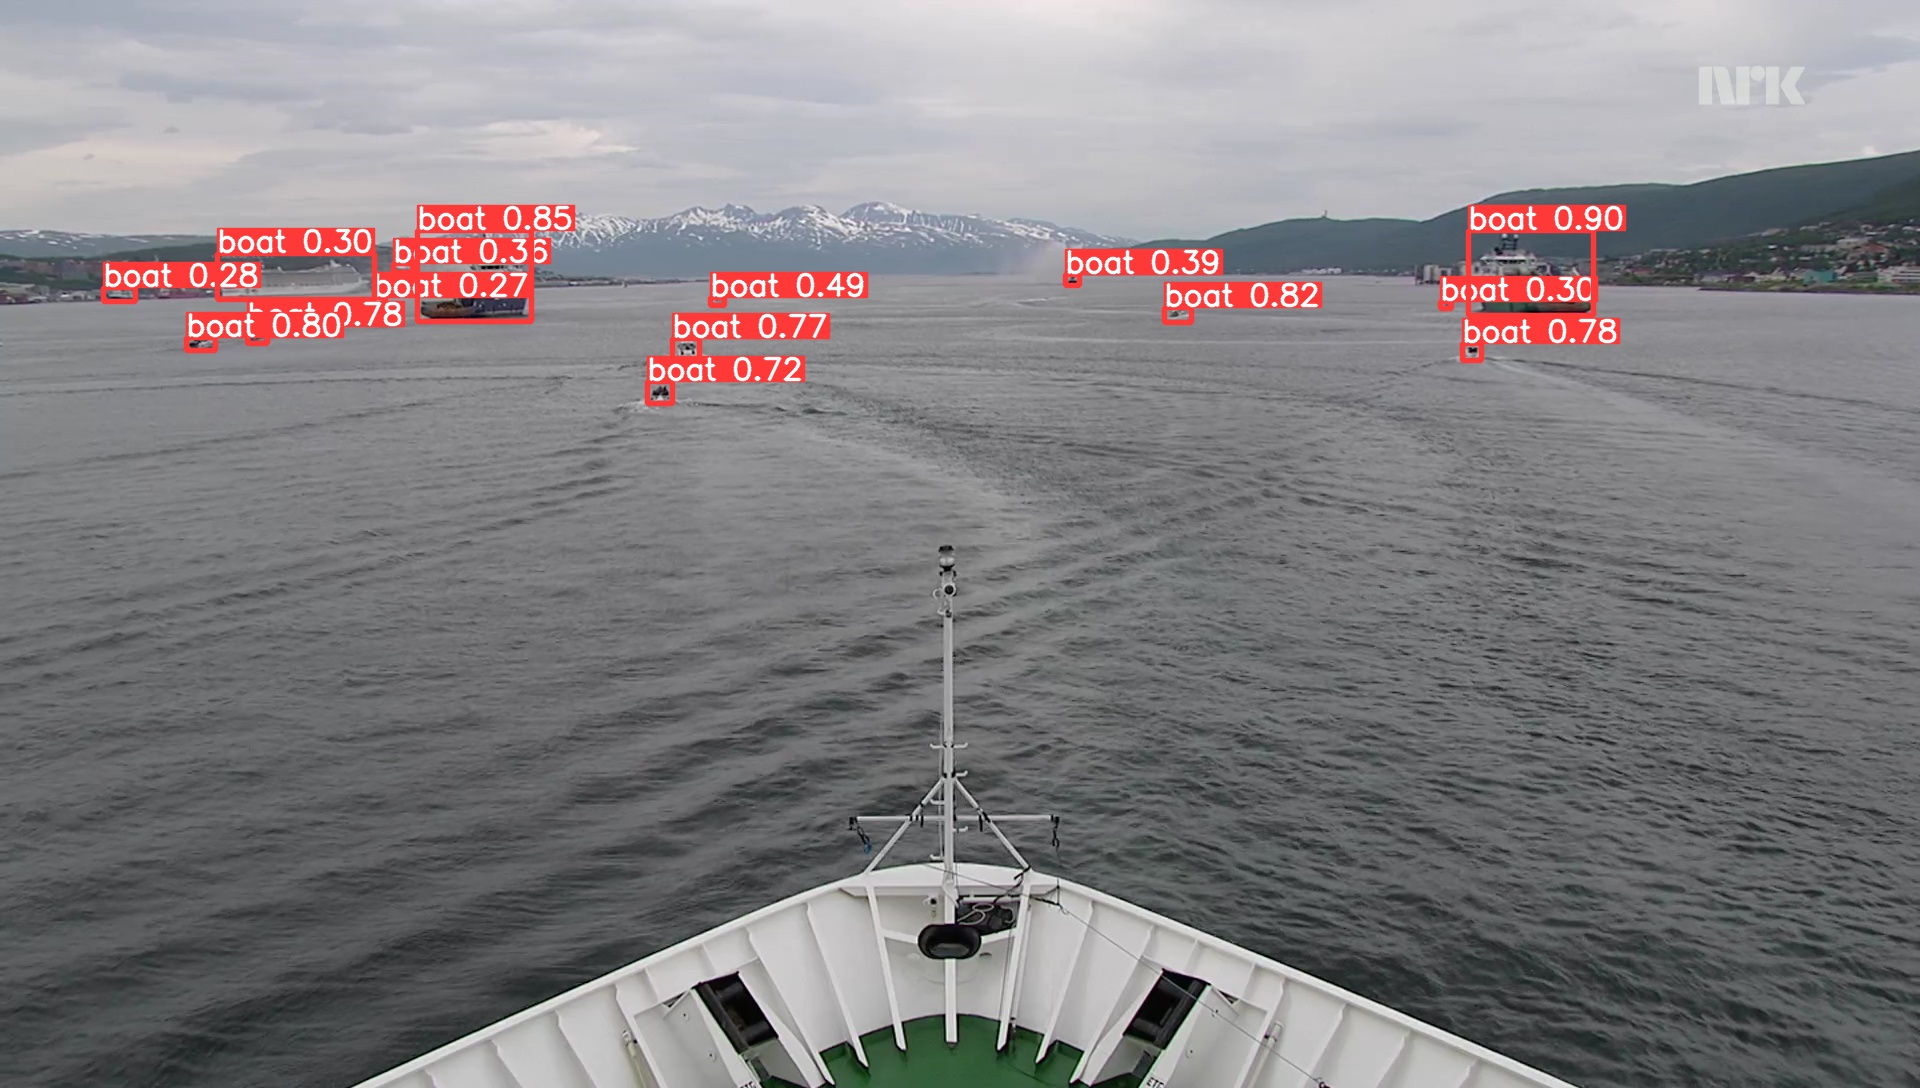 NRK
boat 0.85
boat 0.90
boat 0.30
boat 0.36
boat 0.39
boat 0.28
boat 0.27
boat 0.49
boat 0.82
boat 0.30
boat 0.78
boat 0.80
boat 0.77
boat 0.78
boat 0.72